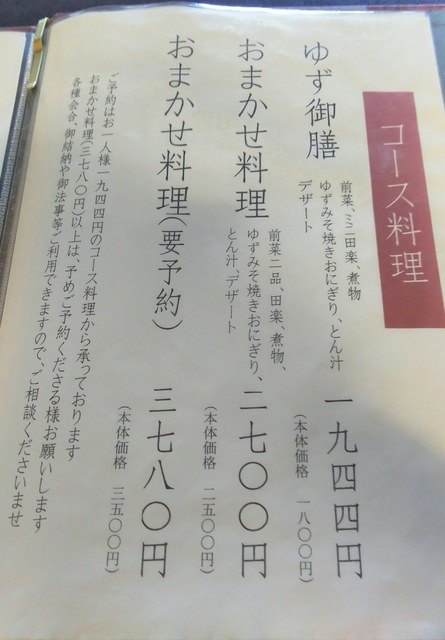 コース料理
ゆず御膳
前菜、ミニ田楽、煮物
ゆずみそ焼きおにぎり、とん汁
デザート
一九四四円
(本体価格 一八〇〇円)
おまかせ料理
前菜二品、田楽、煮物、
ゆずみそ焼きおにぎり、
とん汁、デザート
二七〇〇円
(本体価格 二五〇〇円)
おまかせ料理(要予約)
三七八〇円
(本体価格 三五〇〇円)
ご予約はお一人様一九四四円のコース料理から承っております
おまかせ料理(三七八〇円)以上は、予めご予約くださる様お願いします
各種会合、御結納や御法事等ご利用できますので、ご相談くださいませ